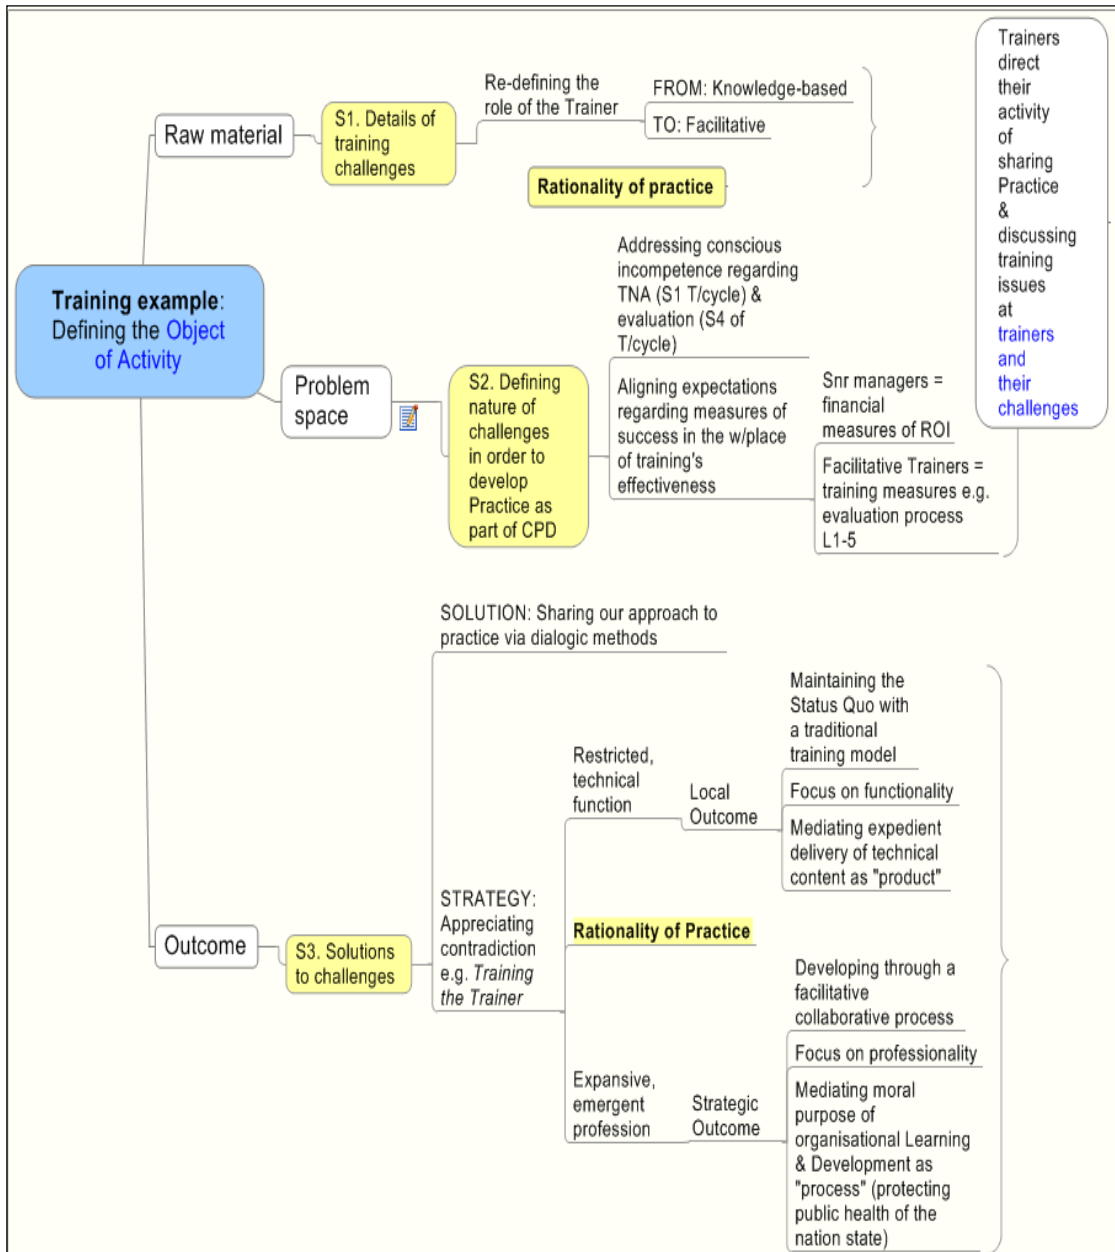 Training example:
Defining the Object
of Activity
Raw material
S1. Details of
training
challenges
Re-defining the
role of the Trainer
FROM: Knowledge-based
TO: Facilitative
Rationality of practice
Trainers
direct
their
activity
of
sharing
Practice
&
discussing
training
issues
at
trainers
and
their
challenges
Problem
space
S2. Defining
nature of
challenges
in order to
develop
Practice as
part of CPD
Addressing conscious
incompetence regarding
TNA (S1 T/cycle) &
evaluation (S4 of
T/cycle)
Aligning expectations
regarding measures of
success in the w/place
of training's
effectiveness
Snr managers =
financial
measures of ROI
Facilitative Trainers =
training measures e.g.
evaluation process
L1-5
Outcome
S3. Solutions
to challenges
SOLUTION: Sharing our approach to
practice via dialogic methods
STRATEGY:
Appreciating
contradiction
e.g. Training
the Trainer
Restricted,
technical
function
Local
Outcome
Maintaining the
Status Quo with
a traditional
training model
Focus on functionality
Mediating expedient
delivery of technical
content as "product"
Rationality of Practice
Expansive,
emergent
profession
Strategic
Outcome
Developing through a
facilitative
collaborative process
Focus on professionality
Mediating moral
purpose of
organisational Learning
& Development as
"process" (protecting
public health of the
nation state)